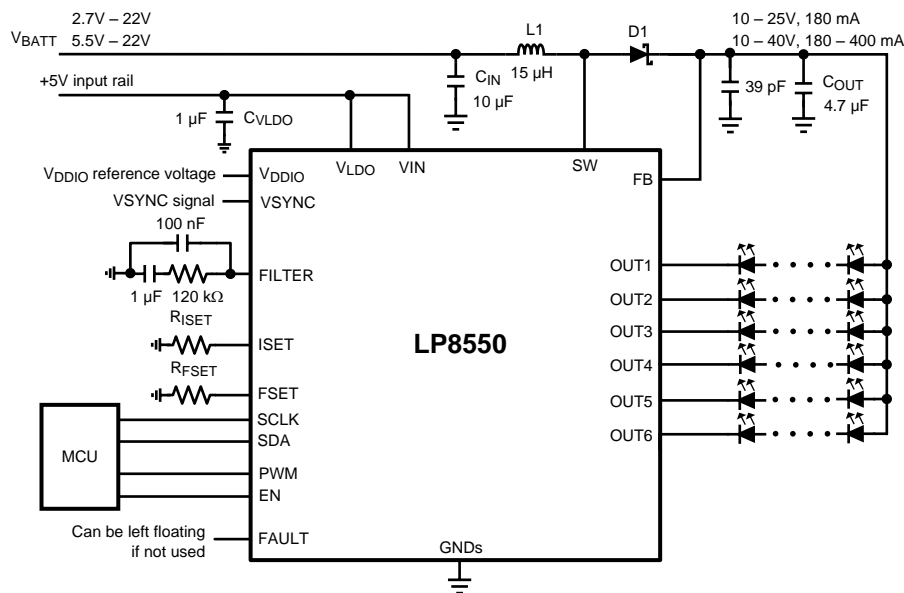 2.7V – 22V
VBATT
5.5V – 22V
L1
15 µH
D1
10 – 25V, 180 mA
10 – 40V, 180 – 400 mA
+5V input rail
CIN
10 µF
39 pF
COUT
4.7 µF
1 µF
CVLDO
VLDO
VIN
SW
FB
VDDIO reference voltage
VDDIO
VSYNC signal
VSYNC
100 nF
FILTER
1 µF
120 kΩ
RISET
ISET
RFSET
FSET
LP8550
OUT1
OUT2
OUT3
OUT4
OUT5
OUT6
MCU
SCLK
SDA
PWM
EN
Can be left floating
if not used
FAULT
GNDs